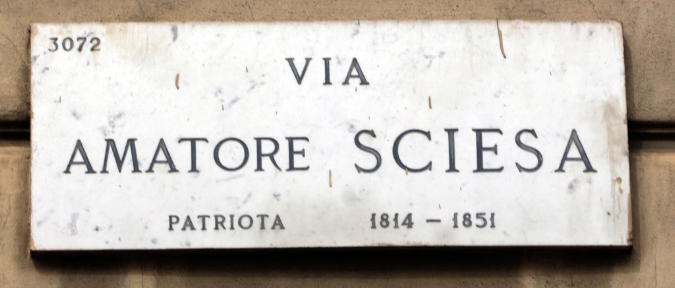 3072
VIA
AMATORE SCIESA
PATRIOTA 1814 – 1851